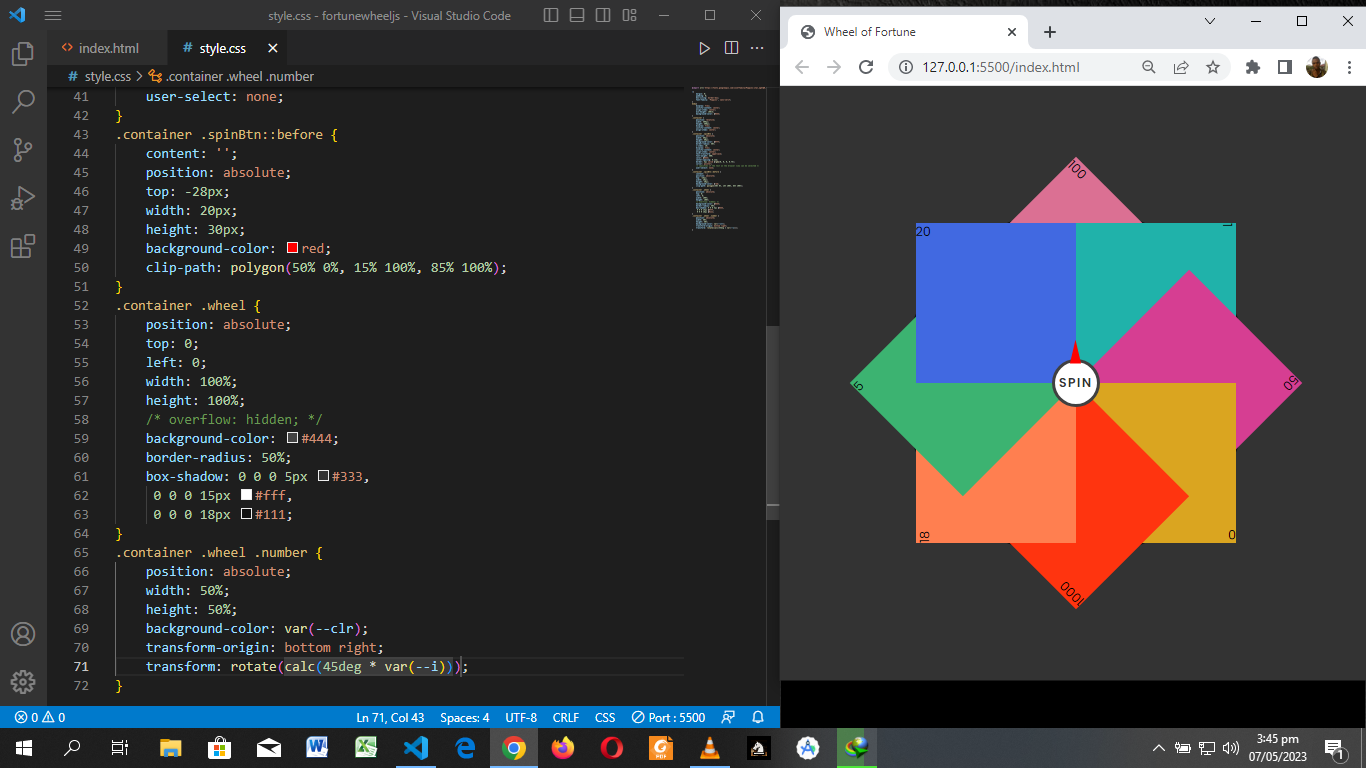 style.css - fortunewheeljs - Visual Studio Code
index.html
# style.css
# style.css > .container .wheel .number
41 user-select: none;
42 }
43 .container .spinBtn::before {
44 content: '';
45 position: absolute;
46 top: -28px;
47 width: 20px;
48 height: 30px;
49 background-color: red;
50 clip-path: polygon(50% 0%, 15% 100%, 85% 100%);
51 }
52 .container .wheel {
53 position: absolute;
54 top: 0;
55 left: 0;
56 width: 100%;
57 height: 100%;
58 /* overflow: hidden; */
59 background-color: #444;
60 border-radius: 50%;
61 box-shadow: 0 0 0 5px #333,
62 0 0 0 15px #fff,
63 0 0 0 18px #111;
64 }
65 .container .wheel .number {
66 position: absolute;
67 width: 50%;
68 height: 50%;
69 background-color: var(--clr);
70 transform-origin: bottom right;
71 transform: rotate(calc(45deg * var(--i)));
72 }
0 0
Ln 71, Col 43
Spaces: 4
UTF-8
CRLF
CSS
Port : 5500
Wheel of Fortune
127.0.0.1:5500/index.html
100
20
1
5
50
SPIN
18
0
1000
PDF
3:45 pm
07/05/2023
1